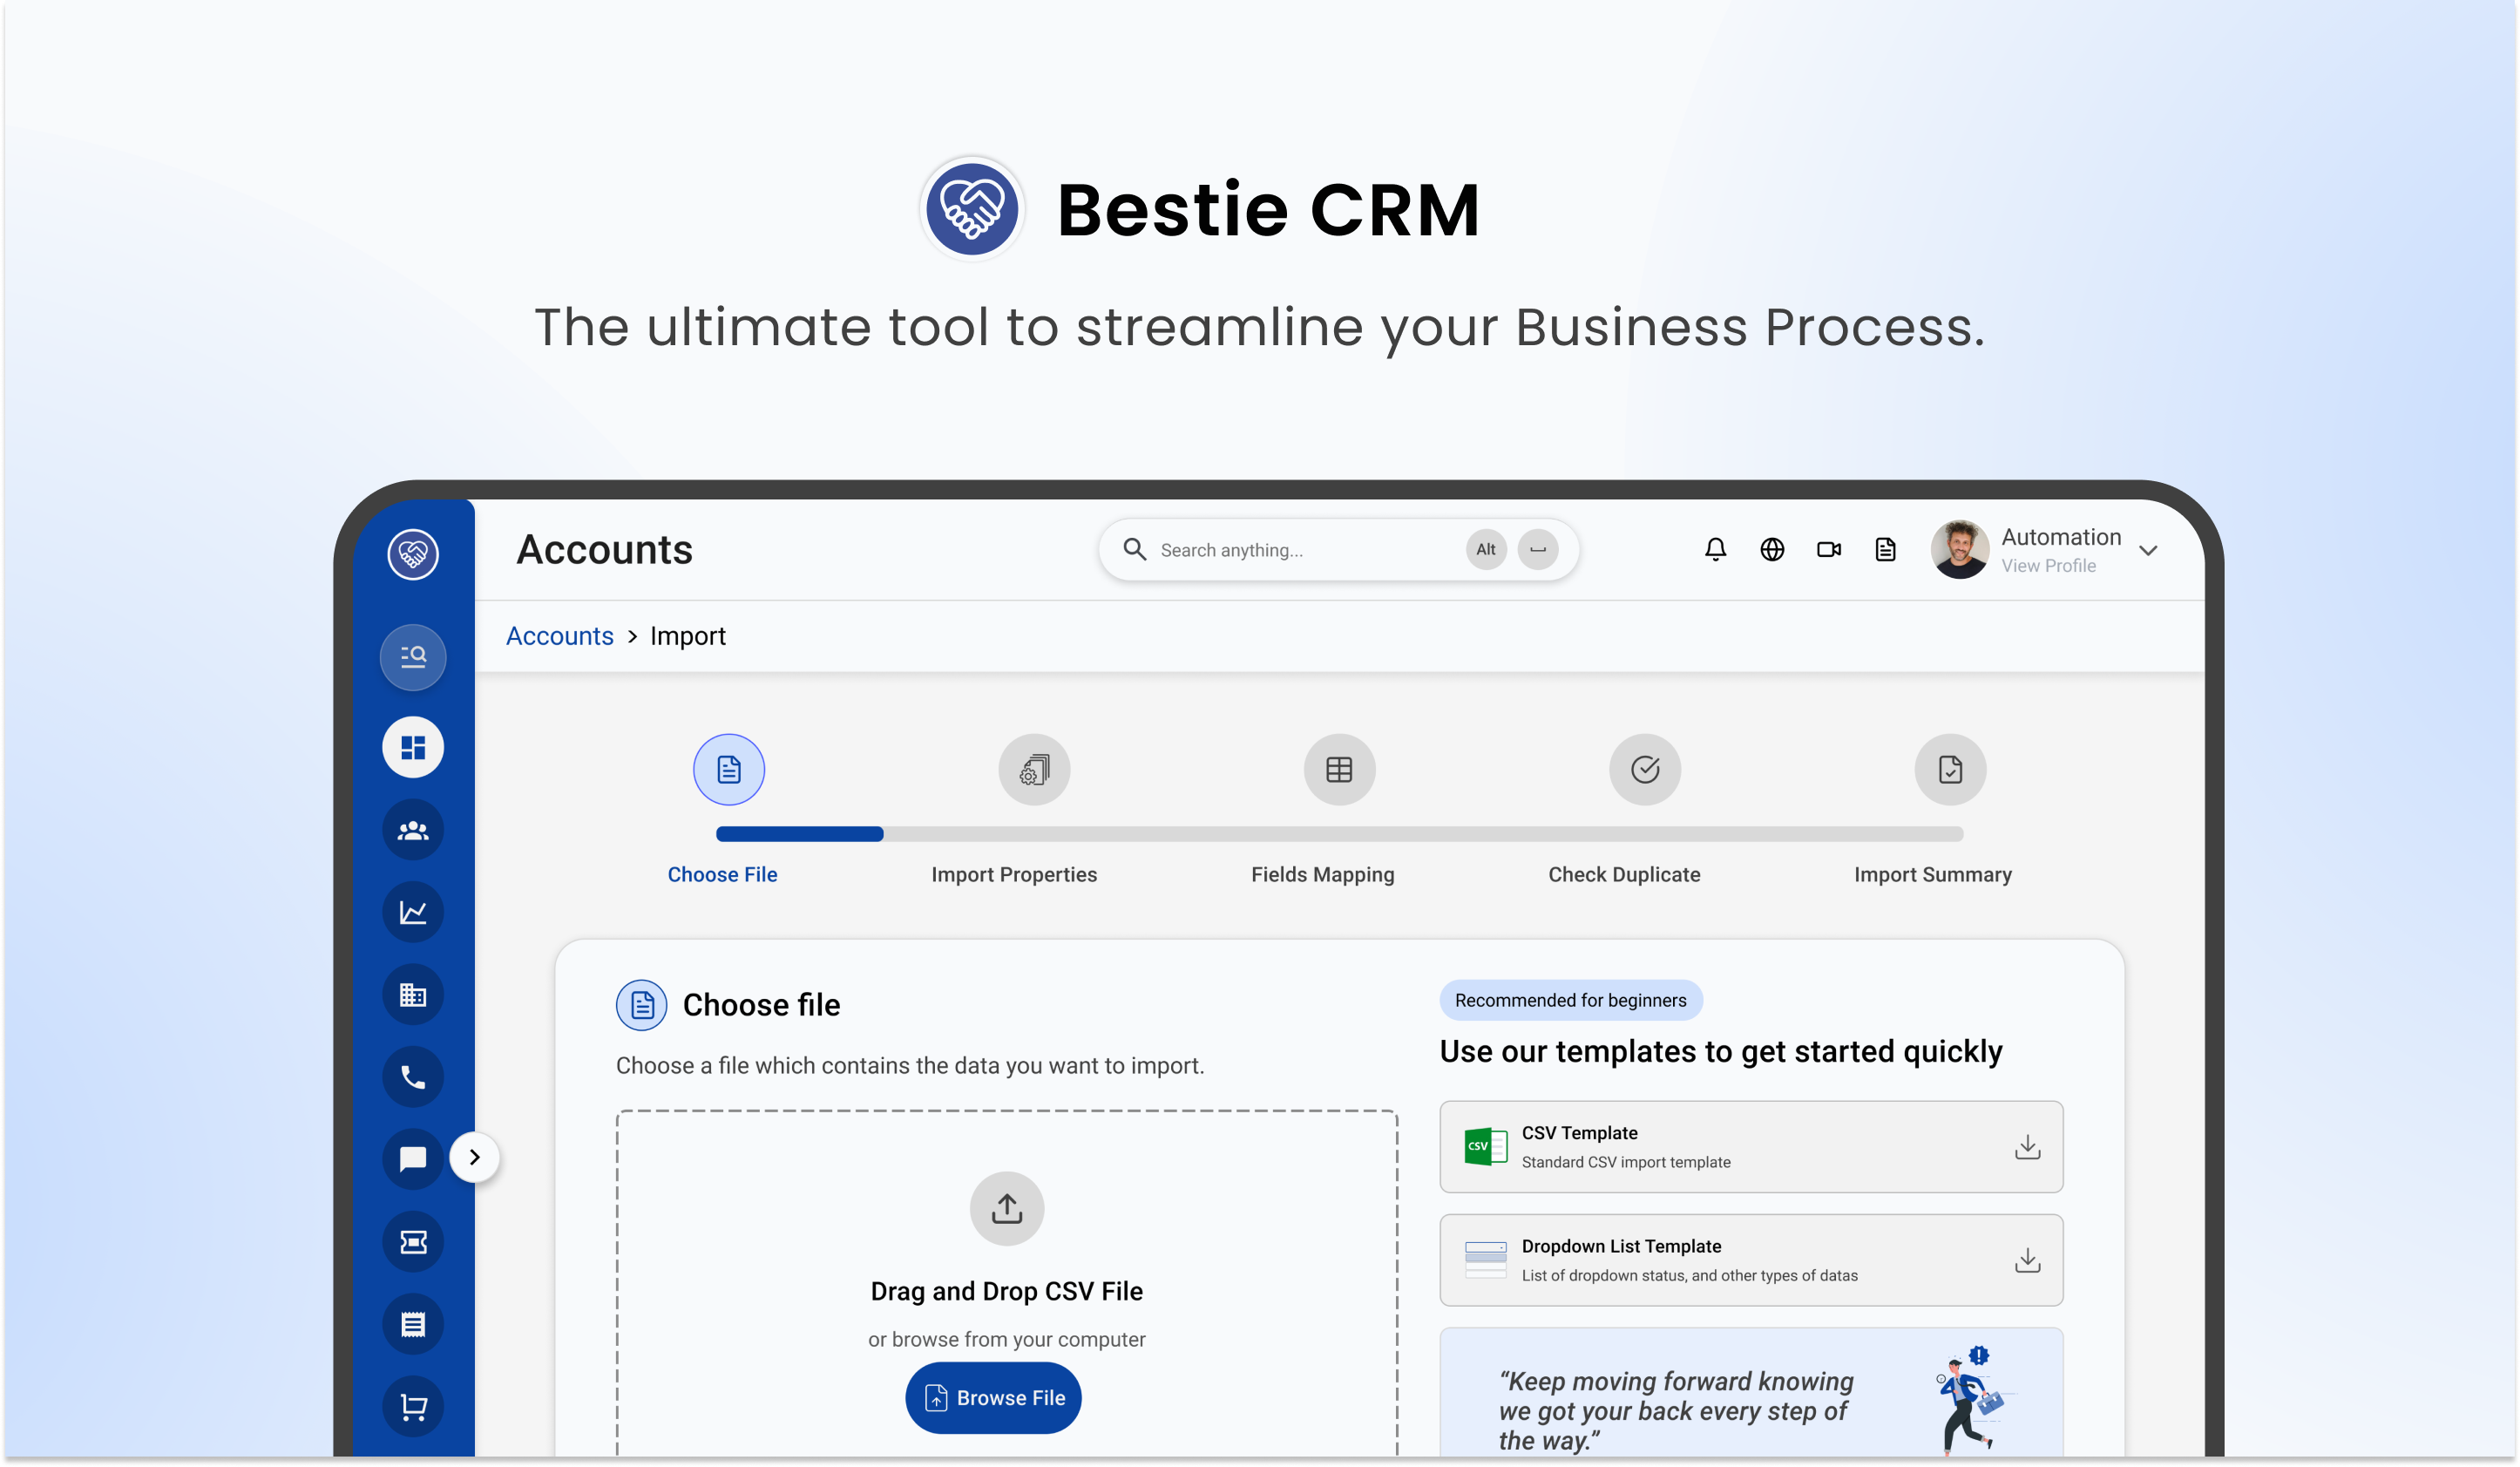 Bestie CRM
The ultimate tool to streamline your Business Process.
Accounts
Search anything...
Alt
Automation
View Profile
Accounts > Import
Choose File
Import Properties
Fields Mapping
Check Duplicate
Import Summary
Choose file
Choose a file which contains the data you want to import.
Drag and Drop CSV File
or browse from your computer
Browse File
Recommended for beginners
Use our templates to get started quickly
CSV
CSV Template
Standard CSV import template
Dropdown List Template
List of dropdown status, and other types of datas
“Keep moving forward knowing
we got your back every step of
the way.”